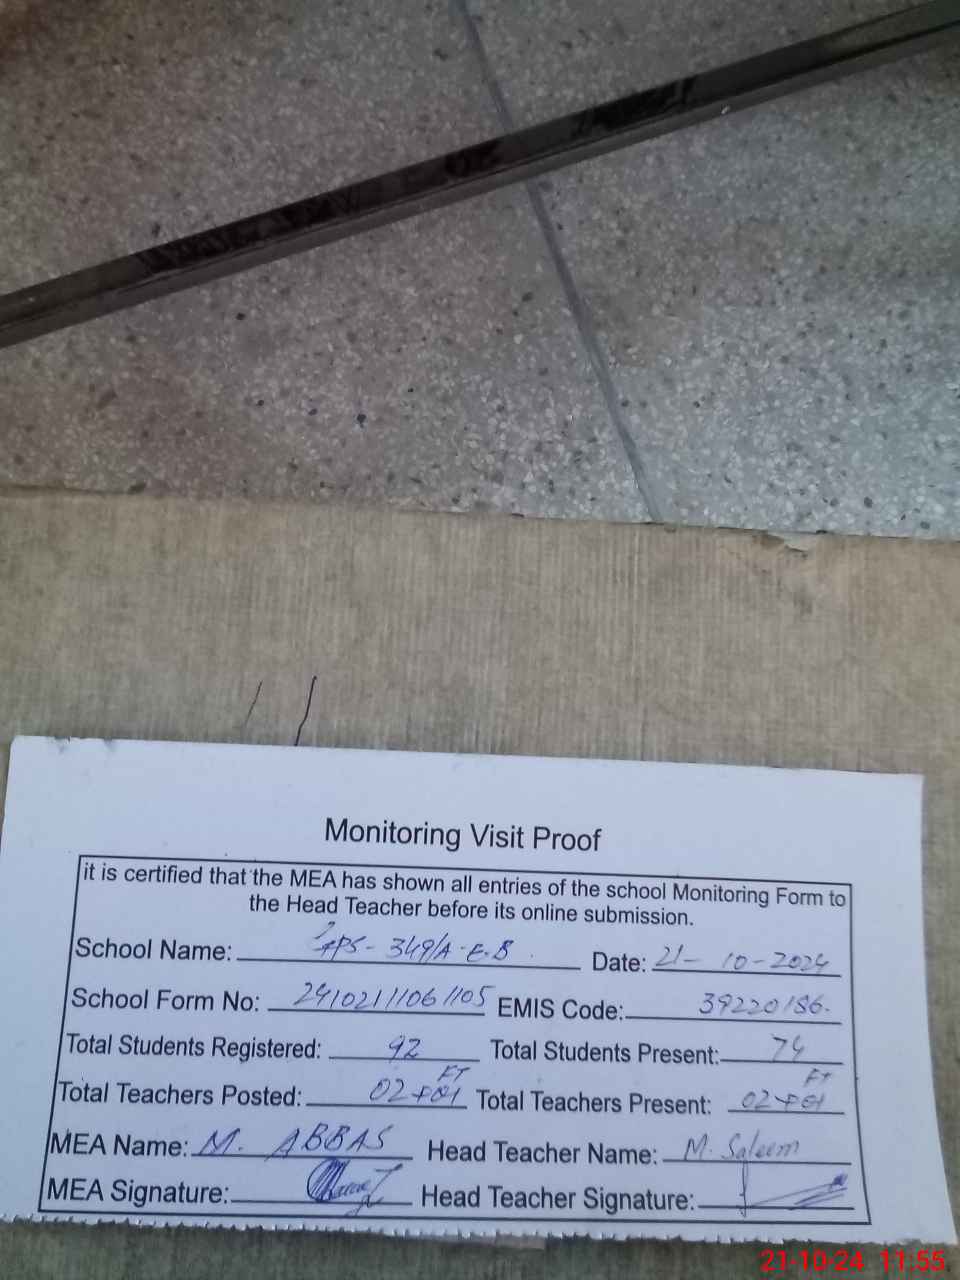 Monitoring Visit Proof
it is certified that the MEA has shown all entries of the school Monitoring Form to
the Head Teacher before its online submission.
School Name: GPS - 349/A-E.B Date: 21-10-2024
School Form No: 24102111061105 EMIS Code: 39220186.
Total Students Registered: 92 Total Students Present: 74
Total Teachers Posted: 02+01 FT Total Teachers Present: 02+01 FT
MEA Name: M. ABBAS Head Teacher Name: M. Saleem
MEA Signature: Head Teacher Signature:
21-10-24 11:55